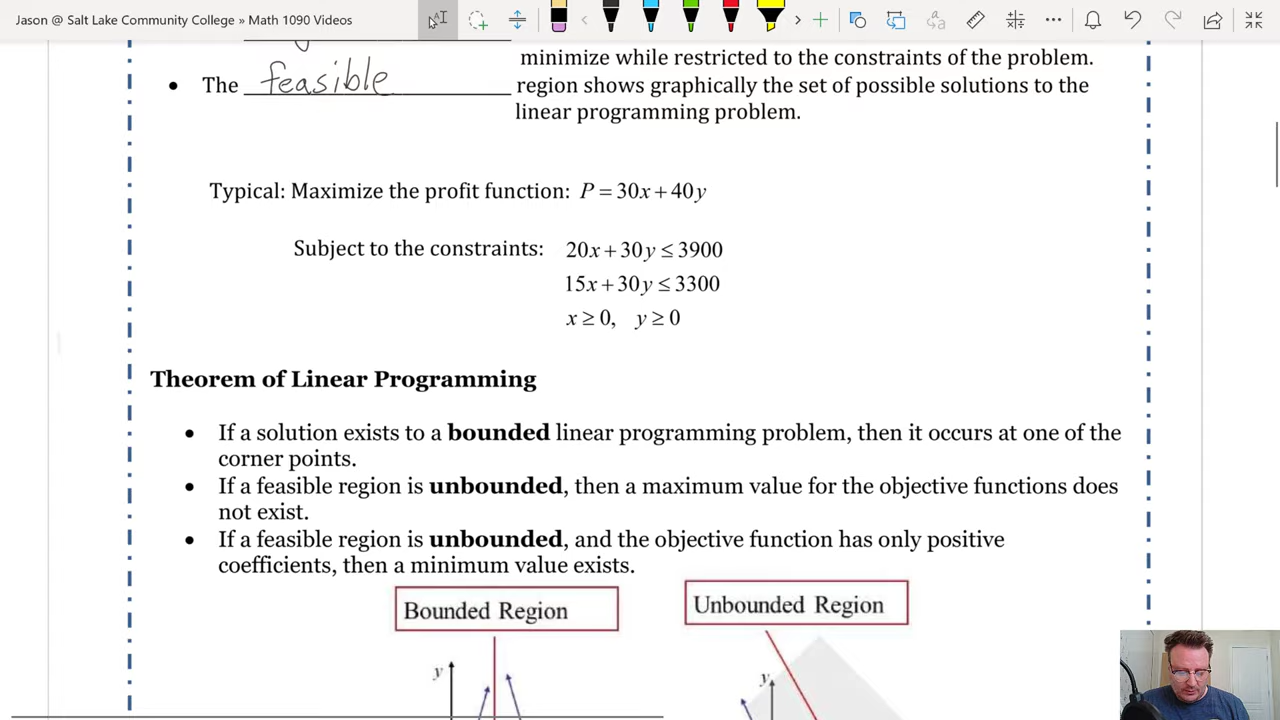 Jason @ Salt Lake Community College » Math 1090 Videos
minimize while restricted to the constraints of the problem.
• The feasible region shows graphically the set of possible solutions to the
linear programming problem.
Typical: Maximize the profit function: P = 30x + 40y
Subject to the constraints: 20x + 30y ≤ 3900
15x + 30y ≤ 3300
x ≥ 0, y ≥ 0
Theorem of Linear Programming
• If a solution exists to a bounded linear programming problem, then it occurs at one of the
corner points.
• If a feasible region is unbounded, then a maximum value for the objective functions does
not exist.
• If a feasible region is unbounded, and the objective function has only positive
coefficients, then a minimum value exists.
Bounded Region
Unbounded Region
y
y